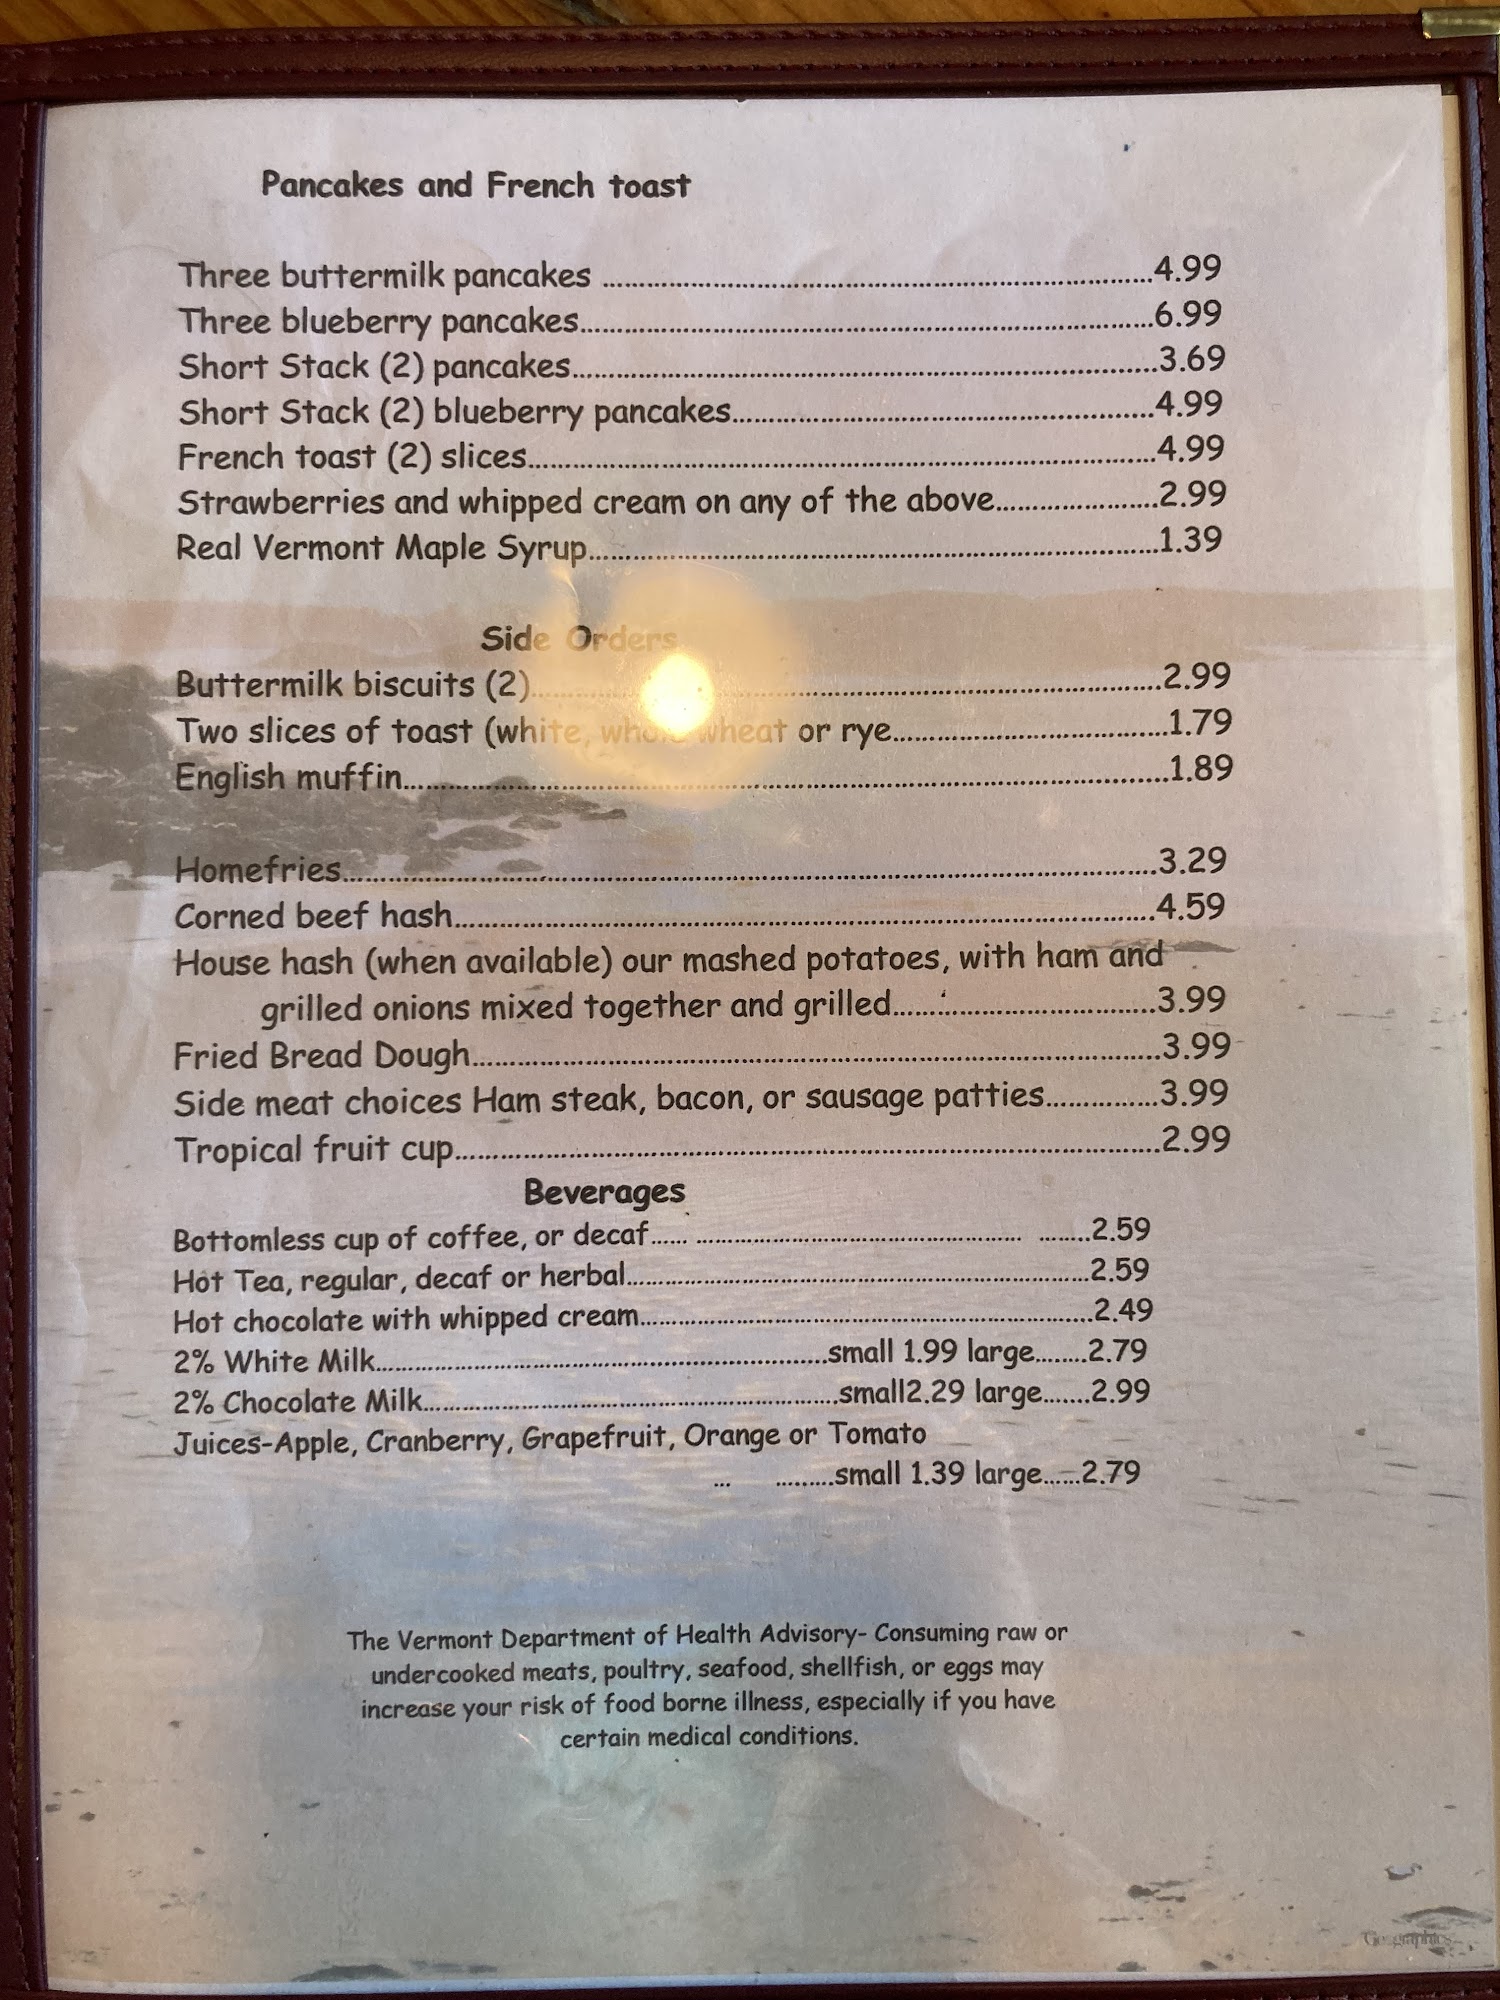 Pancakes and French toast
Three buttermilk pancakes ........................4.99
Three blueberry pancakes........................6.99
Short Stack (2) pancakes........................3.69
Short Stack (2) blueberry pancakes........................4.99
French toast (2) slices........................4.99
Strawberries and whipped cream on any of the above........................2.99
Real Vermont Maple Syrup........................1.39
Side Orders
Buttermilk biscuits (2)........................2.99
Two slices of toast (white, whole wheat or rye........................1.79
English muffin........................1.89
Homefries........................3.29
Corned beef hash........................4.59
House hash (when available) our mashed potatoes, with ham and
grilled onions mixed together and grilled........................3.99
Fried Bread Dough........................3.99
Side meat choices Ham steak, bacon, or sausage patties...............3.99
Tropical fruit cup........................2.99
Beverages
Bottomless cup of coffee, or decaf...... ........................ ........2.59
Hot Tea, regular, decaf or herbal........................2.59
Hot chocolate with whipped cream........................2.49
2% White Milk........................small 1.99 large........2.79
2% Chocolate Milk........................small2.29 large.......2.99
Juices-Apple, Cranberry, Grapefruit, Orange or Tomato
... .........small 1.39 large......2.79
The Vermont Department of Health Advisory- Consuming raw or
undercooked meats, poultry, seafood, shellfish, or eggs may
increase your risk of food borne illness, especially if you have
certain medical conditions.
Geographics